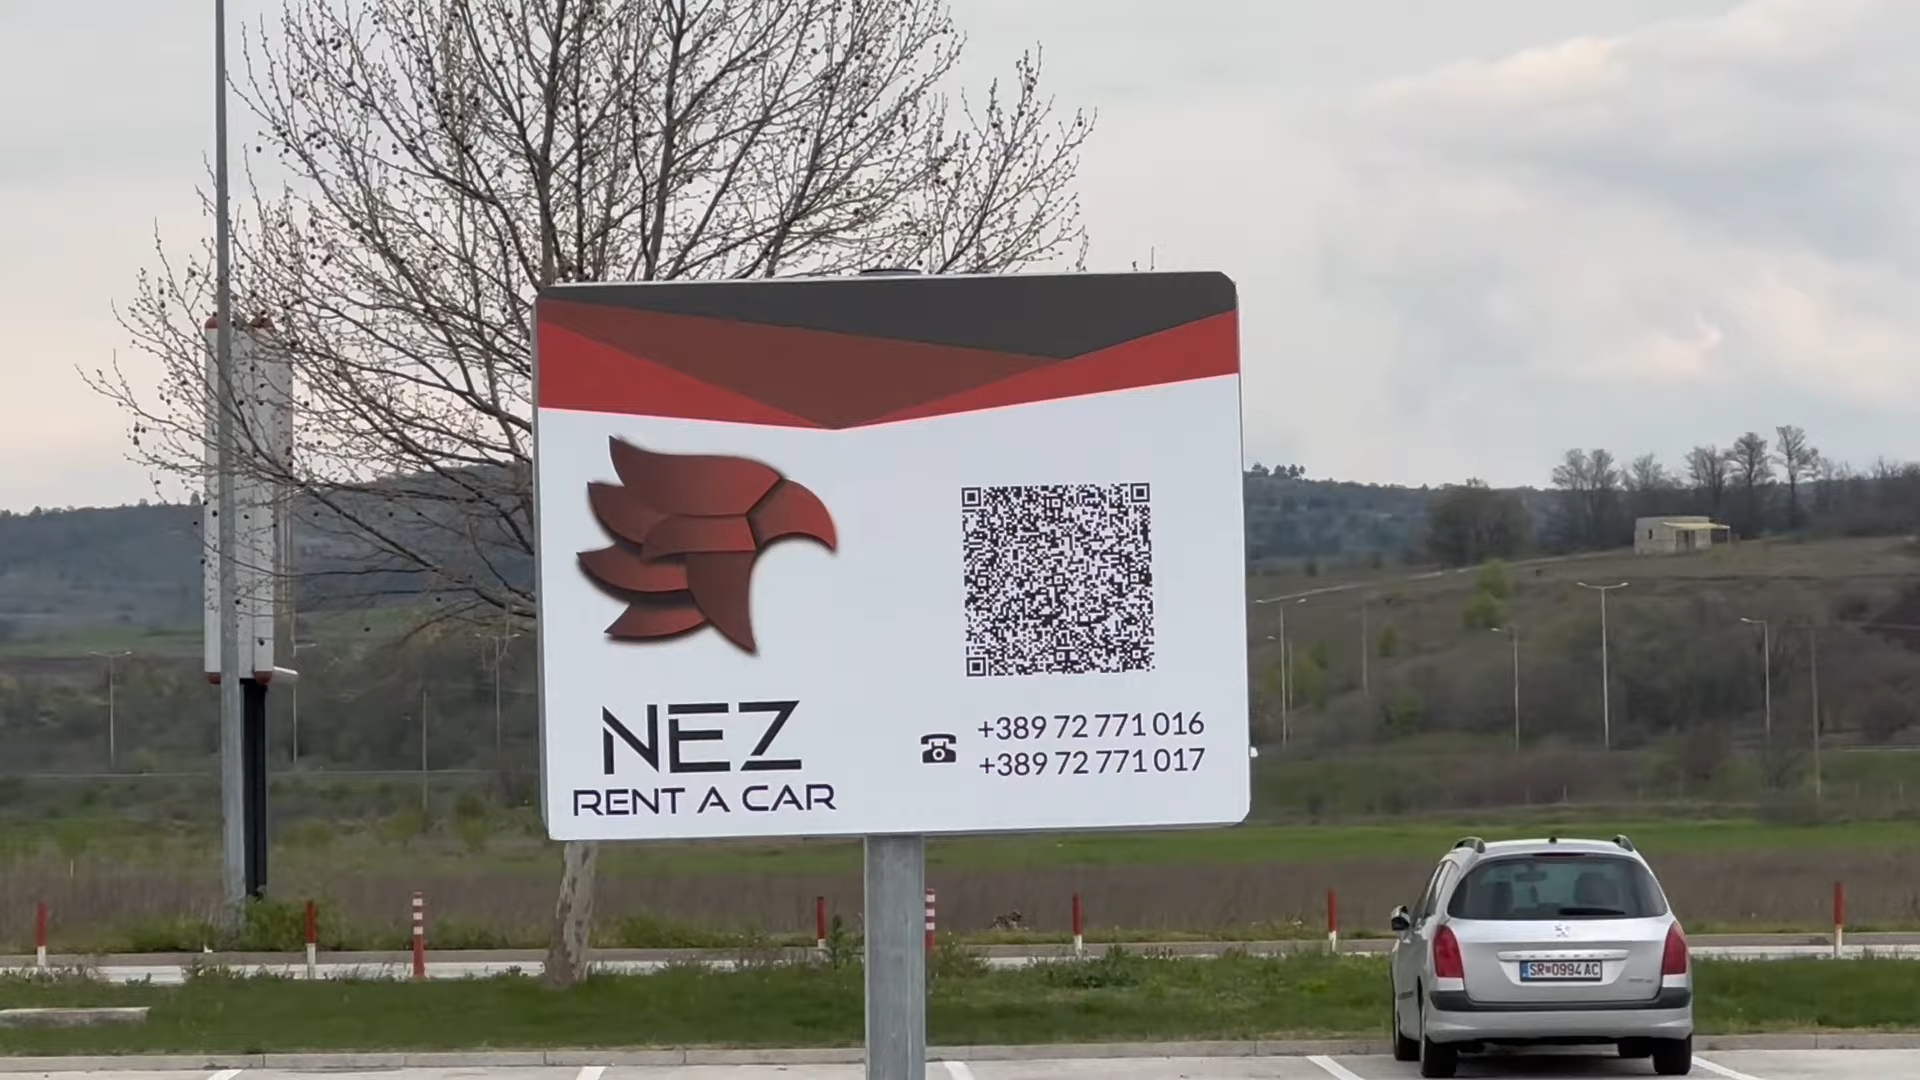 NEZ
RENT A CAR
+389 72 771 016
+389 72 771 017
SR 0994 AC